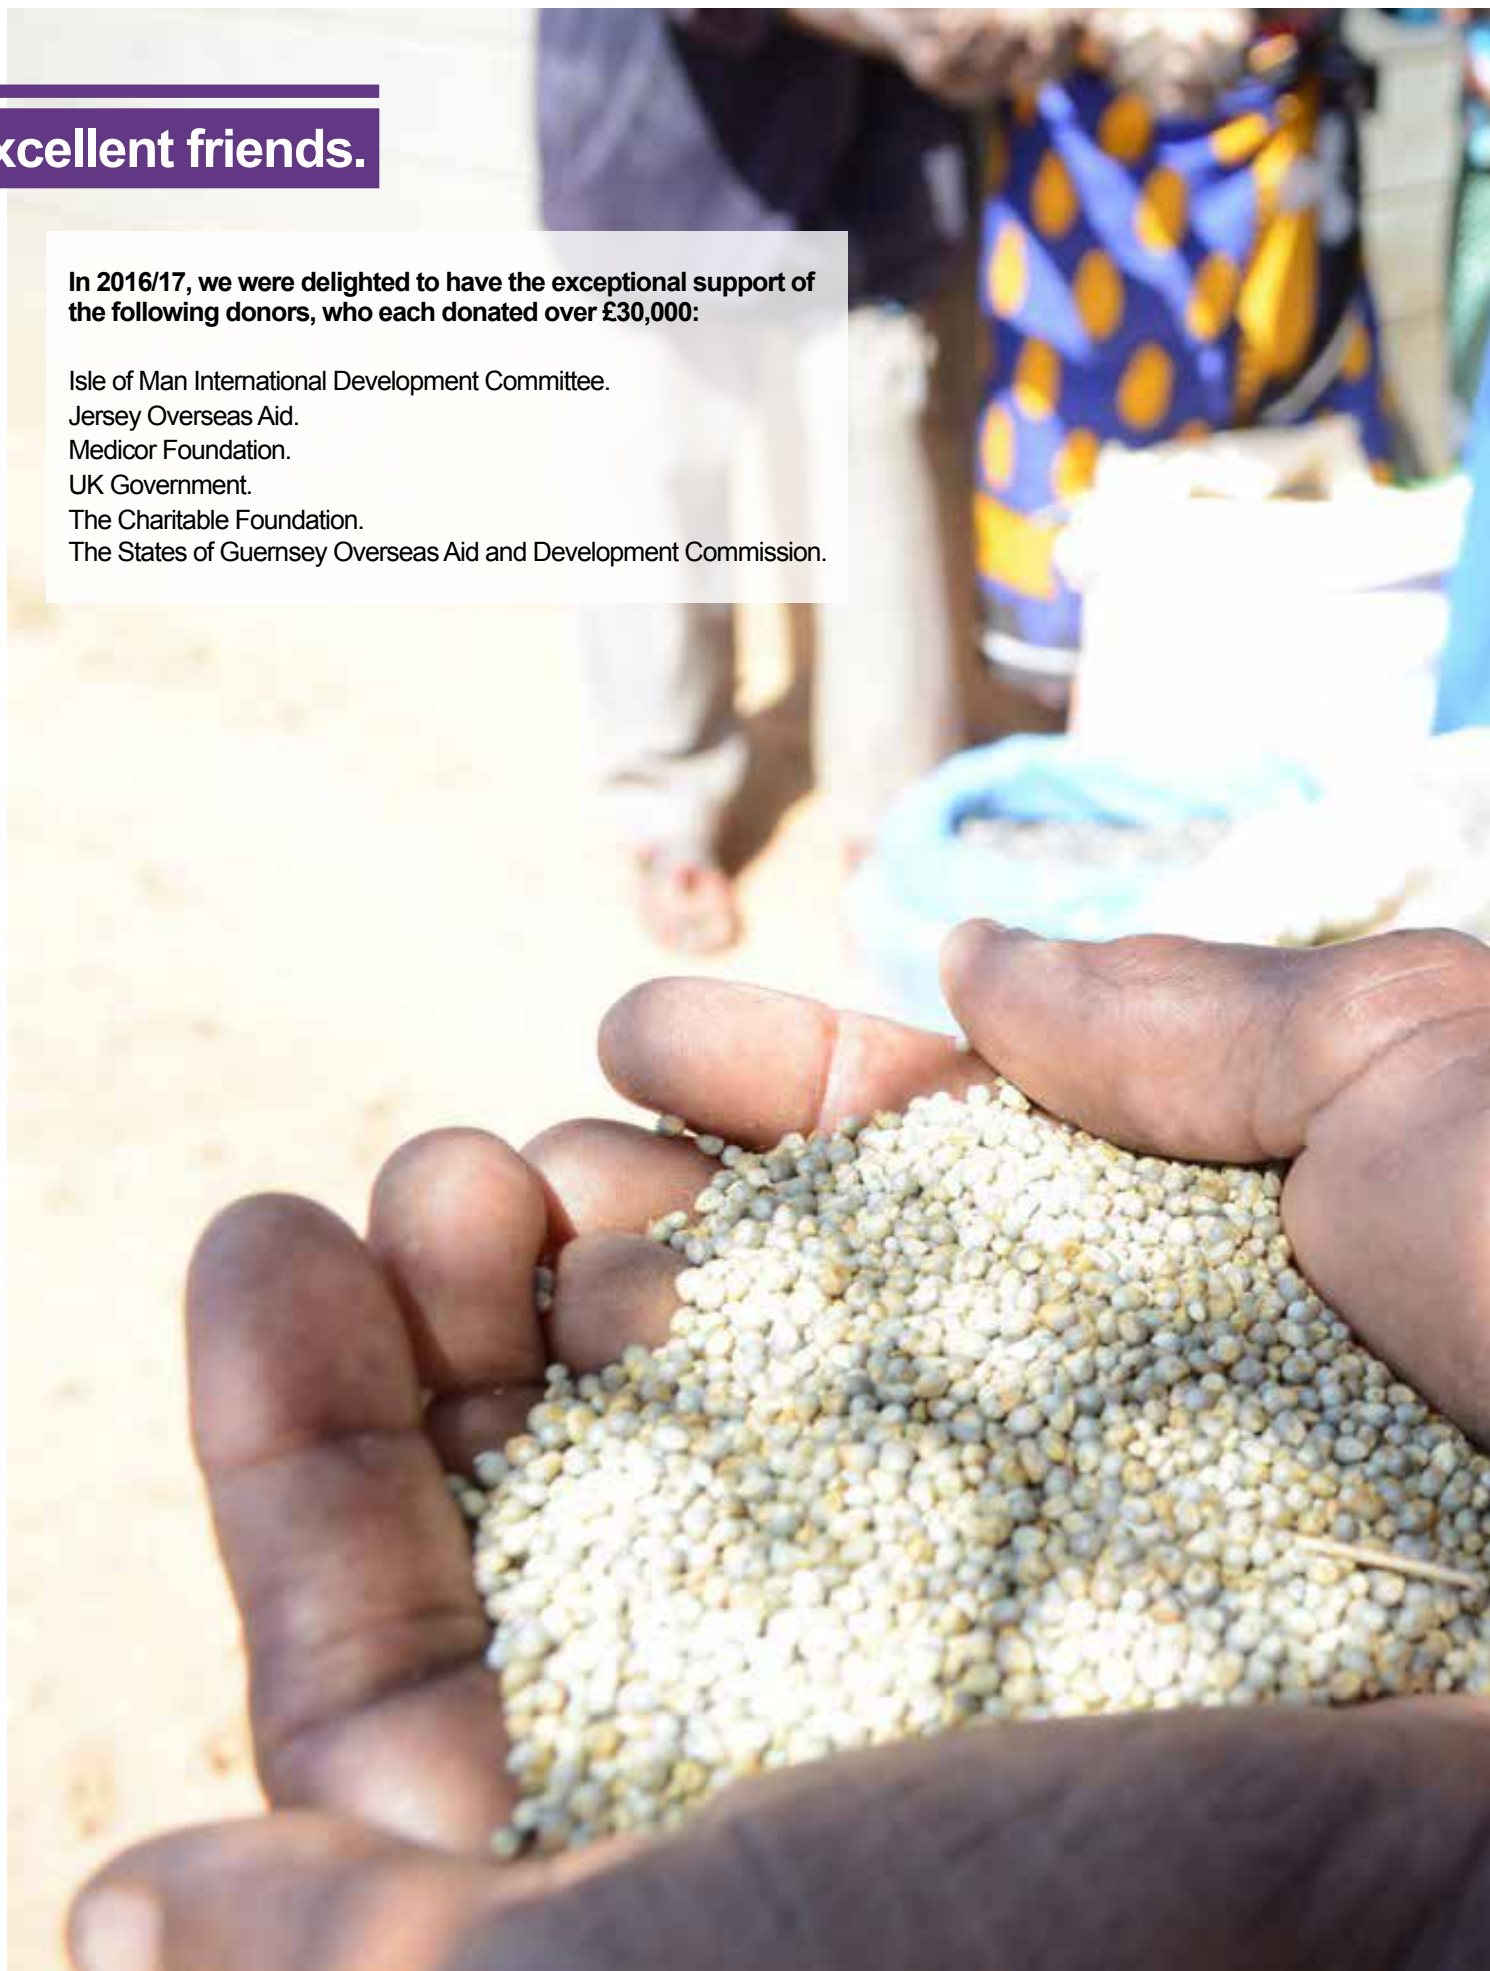 xcellent friends.
In 2016/17, we were delighted to have the exceptional support of
the following donors, who each donated over £30,000:
Isle of Man International Development Committee.
Jersey Overseas Aid.
Medicor Foundation.
UK Government.
The Charitable Foundation.
The States of Guernsey Overseas Aid and Development Commission.